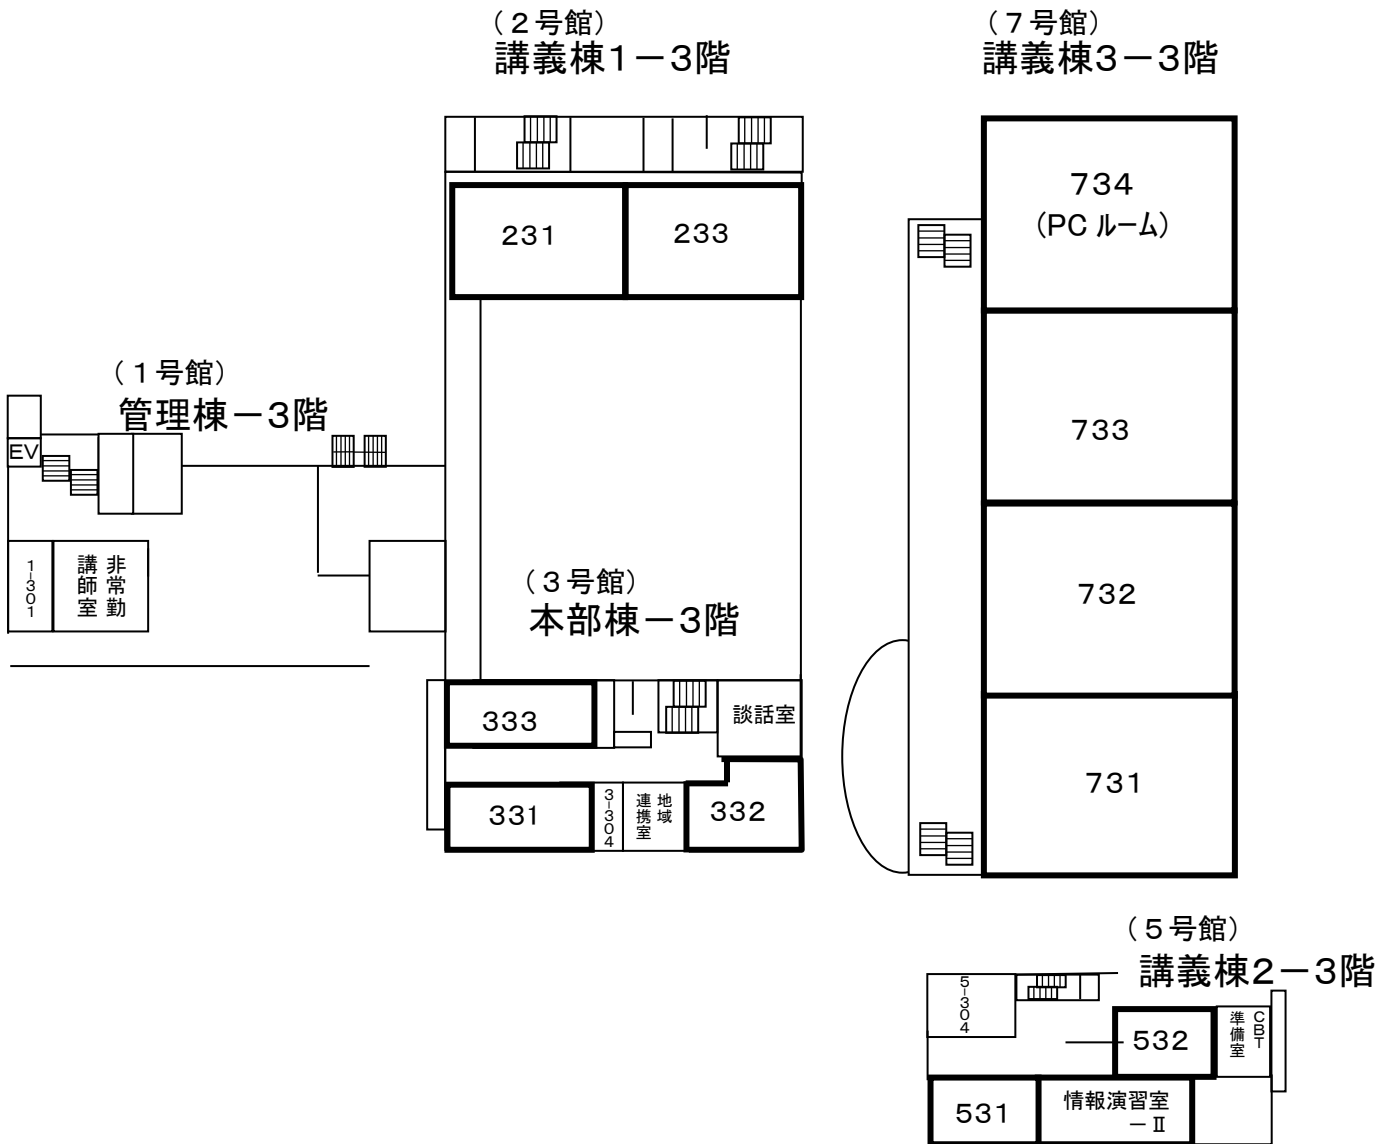 （２号館）
講義棟１－３階
（７号館）
講義棟３－３階
231
233
734
（PC ルーム）
733
732
731
（１号館）
管理棟－３階
EV
1-301
非常勤
講師室
（３号館）
本部棟－３階
333
談話室
331
3-304
地域
連携室
332
（５号館）
講義棟２－３階
5-304
532
CBT
準備室
531
情報演習室
－Ⅱ